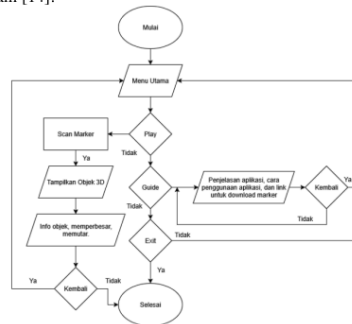 [14].
Mulai
Menu Utama
Scan Marker
Play
Ya
Tidak
Tampilkan Objek 3D
Guide
Penjelasan aplikasi, cara
penggunaan aplikasi, dan link
untuk download marker
Kembali
Ya
Tidak
Tidak
Info objek, memperbesar,
memutar.
Exit
Tidak
Ya
Ya
Kembali
Tidak
Selesai